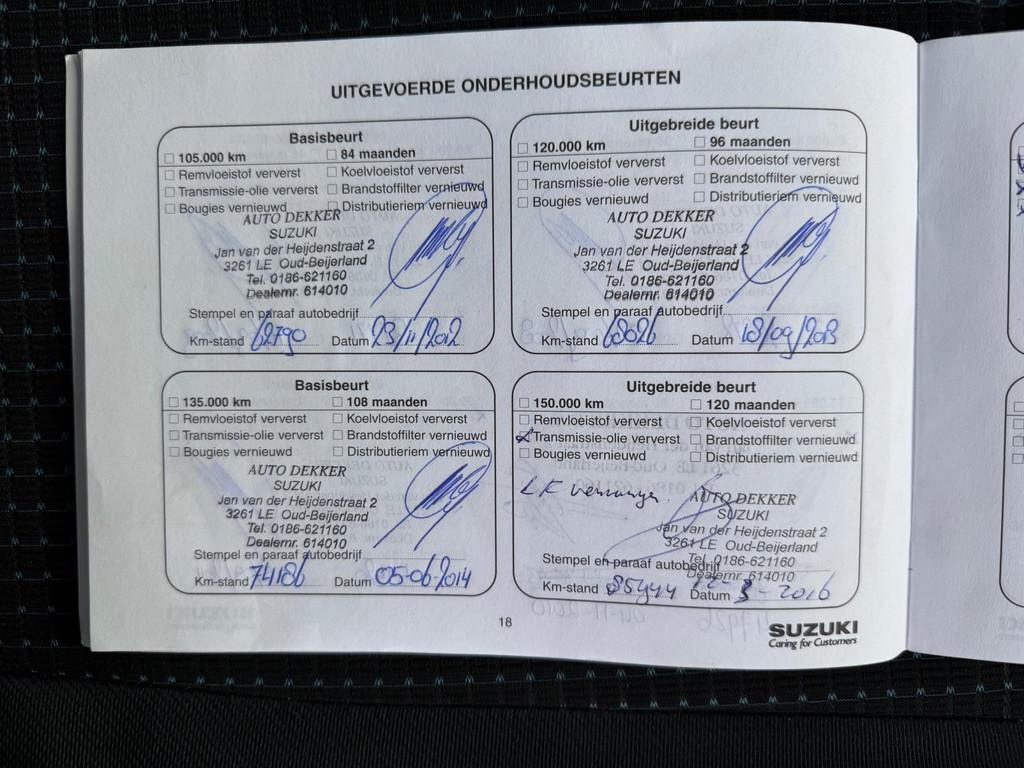 UITGEVOERDE ONDERHOUDSBEURTEN
Basisbeurt
105.000 km 84 maanden
Remvloeistof ververst Koelvloeistof ververst
Transmissie-olie ververst Brandstoffilter vernieuwd
Bougies vernieuwd Distributieriem vernieuwd
AUTO DEKKER
SUZUKI
Jan van der Heijdenstraat 2
3261 LE Oud-Beijerland
Tel. 0186-621160
Dealernr. 614010
Stempel en paraaf autobedrijf
Km-stand 62790 Datum 23/11/2012
Uitgebreide beurt
120.000 km 96 maanden
Remvloeistof ververst Koelvloeistof ververst
Transmissie-olie ververst Brandstoffilter vernieuwd
Bougies vernieuwd Distributieriem vernieuwd
AUTO DEKKER
SUZUKI
Jan van der Heijdenstraat 2
3261 LE Oud-Beijerland
Tel. 0186-621160
Dealernr. 614010
Stempel en paraaf autobedrijf
Km-stand 68026 Datum 18/09/2013
Basisbeurt
135.000 km 108 maanden
Remvloeistof ververst Koelvloeistof ververst
Transmissie-olie ververst Brandstoffilter vernieuwd
Bougies vernieuwd Distributieriem vernieuwd
AUTO DEKKER
SUZUKI
Jan van der Heijdenstraat 2
3261 LE Oud-Beijerland
Tel. 0186-621160
Dealernr. 614010
Stempel en paraaf autobedrijf
Km-stand 74186 Datum 05-06-2014
Uitgebreide beurt
150.000 km 120 maanden
Remvloeistof ververst Koelvloeistof ververst
Transmissie-olie ververst Brandstoffilter vernieuwd
Bougies vernieuwd Distributieriem vernieuwd
AUTO DEKKER
SUZUKI
Jan van der Heijdenstraat 2
3261 LE Oud-Beijerland
Tel. 0186-621160
Stempel en paraaf autobedrijf
Dealernr. 614010
Km-stand Datum 2016
18
SUZUKI
Caring for Customers